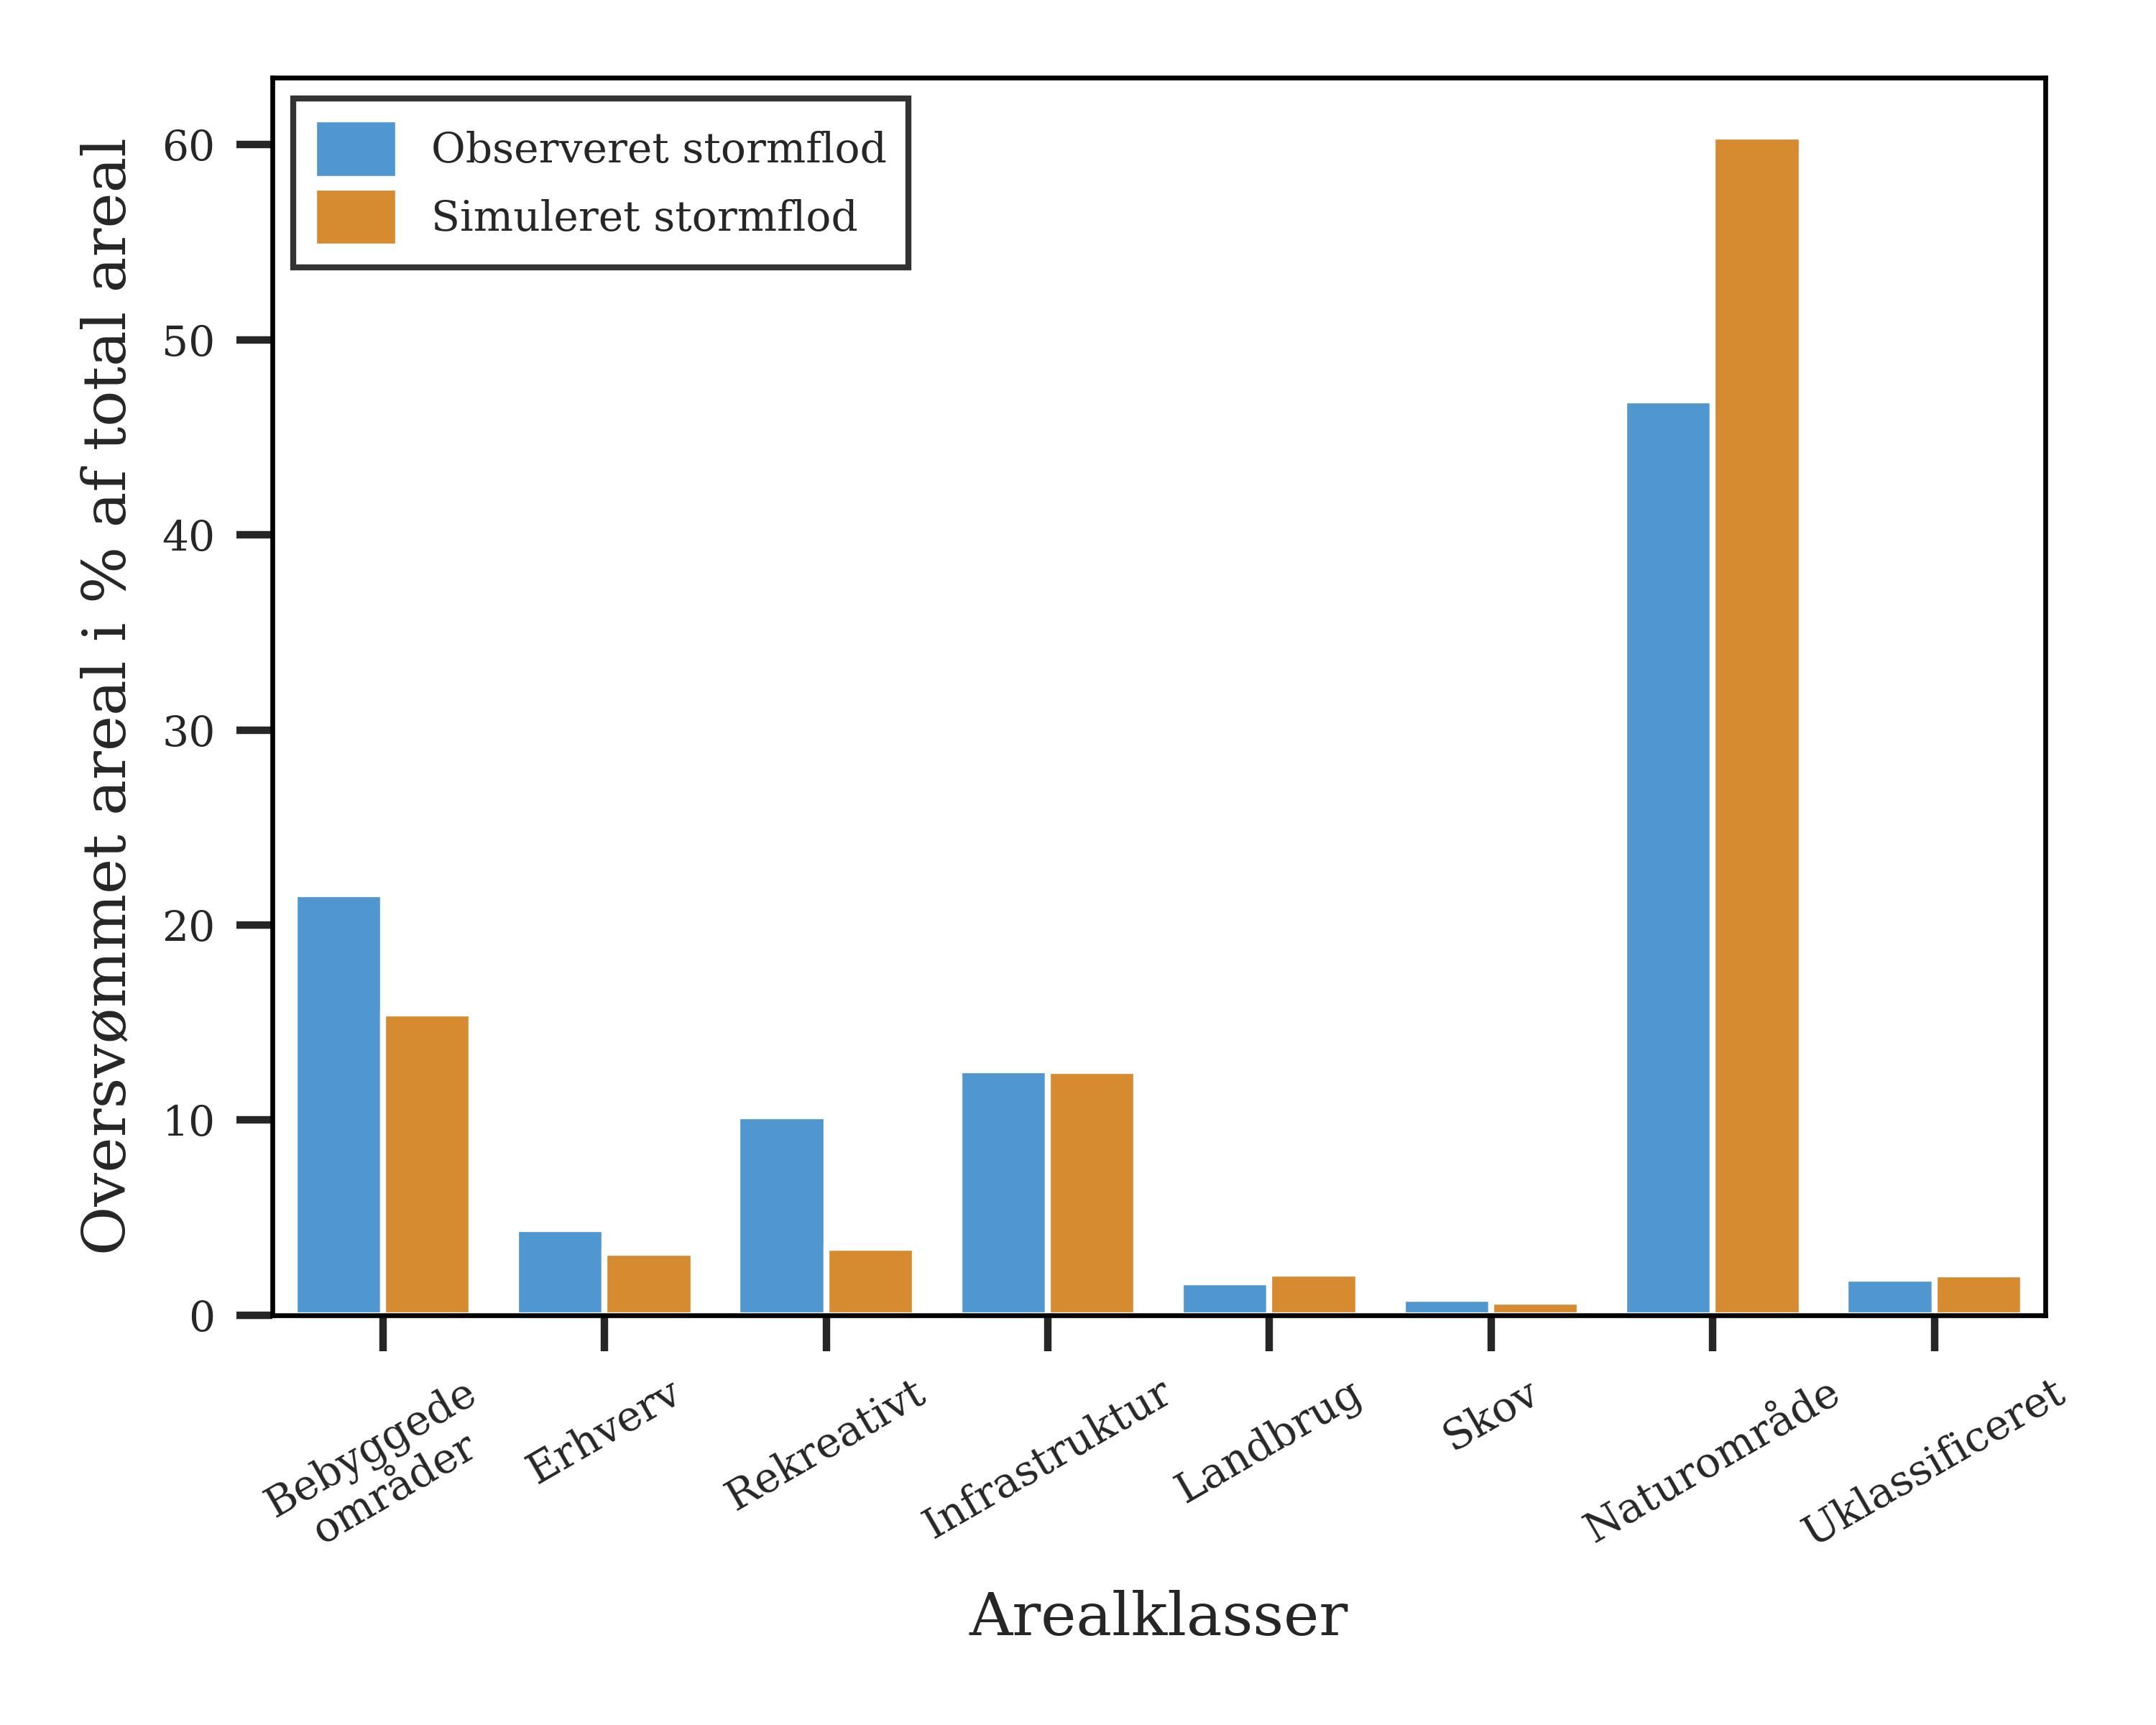 Observeret stormflod
Simuleret stormflod
Oversvømmet areal i % af total areal
60
50
40
30
20
10
0
Bebyggede
områder
Erhverv
Rekreativt
Infrastruktur
Landbrug
Skov
Naturområde
Uklassificeret
Arealklasser